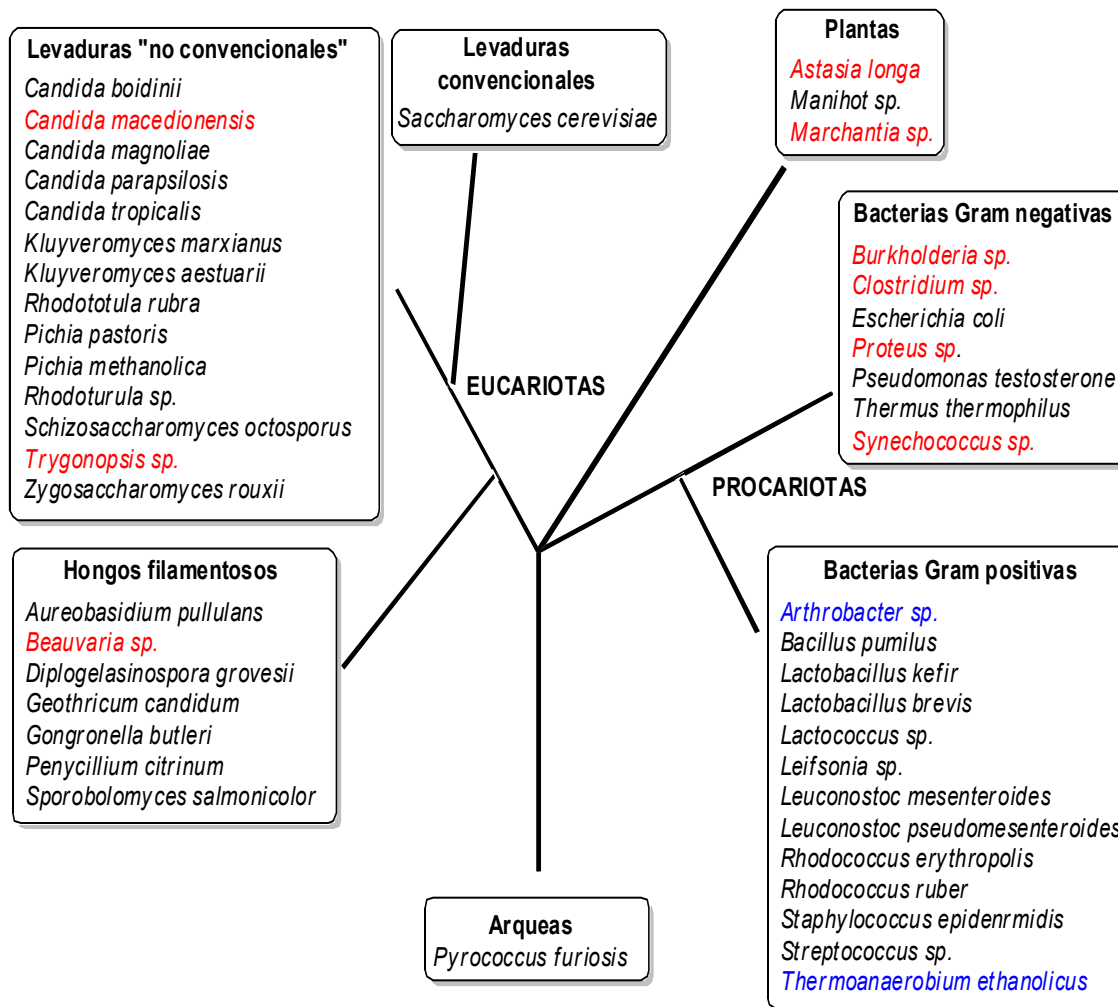 Levaduras "no convencionales"
Candida boidinii
Candida macedionensis
Candida magnoliae
Candida parapsilosis
Candida tropicalis
Kluyveromyces marxianus
Kluyveromyces aestuarii
Rhodototula rubra
Pichia pastoris
Pichia methanolica
Rhodoturula sp.
Schizosaccharomyces octosporus
Trygonopsis sp.
Zygosaccharomyces rouxii
Levaduras
convencionales
Saccharomyces cerevisiae
Plantas
Astasia longa
Manihot sp.
Marchantia sp.
Bacterias Gram negativas
Burkholderia sp.
Clostridium sp.
Escherichia coli
Proteus sp.
Pseudomonas testosterone
Thermus thermophilus
Synechococcus sp.
EUCARIOTAS
PROCARIOTAS
Hongos filamentosos
Aureobasidium pullulans
Beauvaria sp.
Diplogelasinospora grovesii
Geothricum candidum
Gongronella butleri
Penycillium citrinum
Sporobolomyces salmonicolor
Bacterias Gram positivas
Arthrobacter sp.
Bacillus pumilus
Lactobacillus kefir
Lactobacillus brevis
Lactococcus sp.
Leifsonia sp.
Leuconostoc mesenteroides
Leuconostoc pseudomesenteroides
Rhodococcus erythropolis
Rhodococcus ruber
Staphylococcus epidenrmidis
Streptococcus sp.
Thermoanaerobium ethanolicus
Arqueas
Pyrococcus furiosis